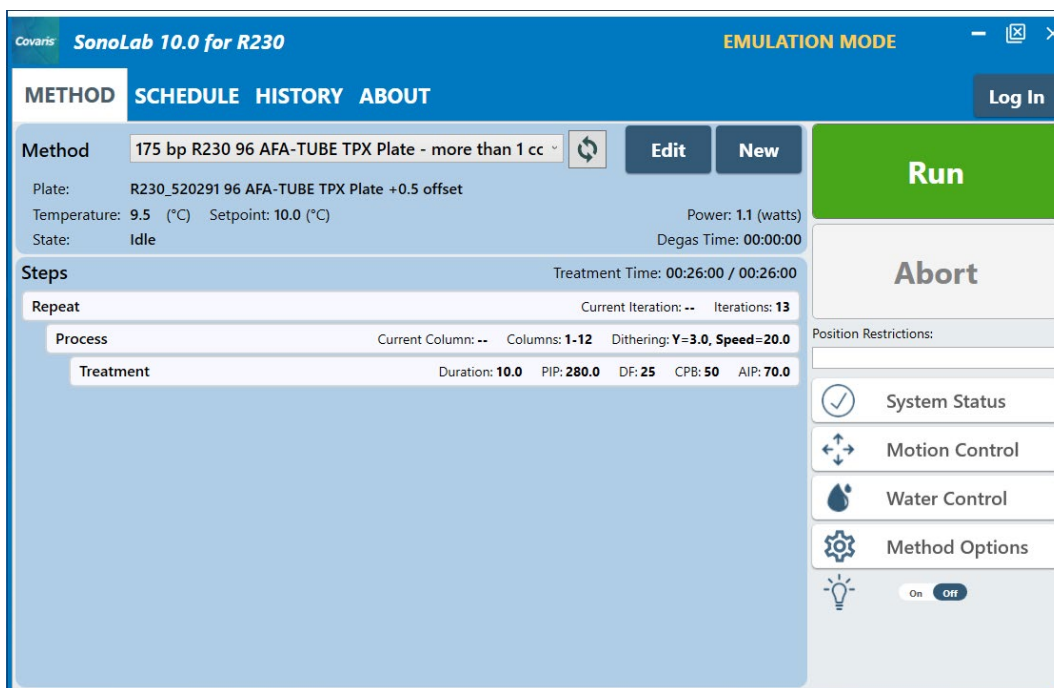 Covaris SonoLab 10.0 for R230 EMULATION MODE
METHOD SCHEDULE HISTORY ABOUT Log In
Method 175 bp R230 96 AFA-TUBE TPX Plate - more than 1 cc Edit New
Plate: R230_520291 96 AFA-TUBE TPX Plate +0.5 offset
Temperature: 9.5 (°C) Setpoint: 10.0 (°C) Power: 1.1 (watts)
State: Idle Degas Time: 00:00:00
Steps Treatment Time: 00:26:00 / 00:26:00
Repeat Current Iteration: -- Iterations: 13
Process Current Column: -- Columns: 1-12 Dithering: Y=3.0, Speed=20.0
Treatment Duration: 10.0 PIP: 280.0 DF: 25 CPB: 50 AIP: 70.0
Run
Abort
Position Restrictions:
System Status
Motion Control
Water Control
Method Options
On Off